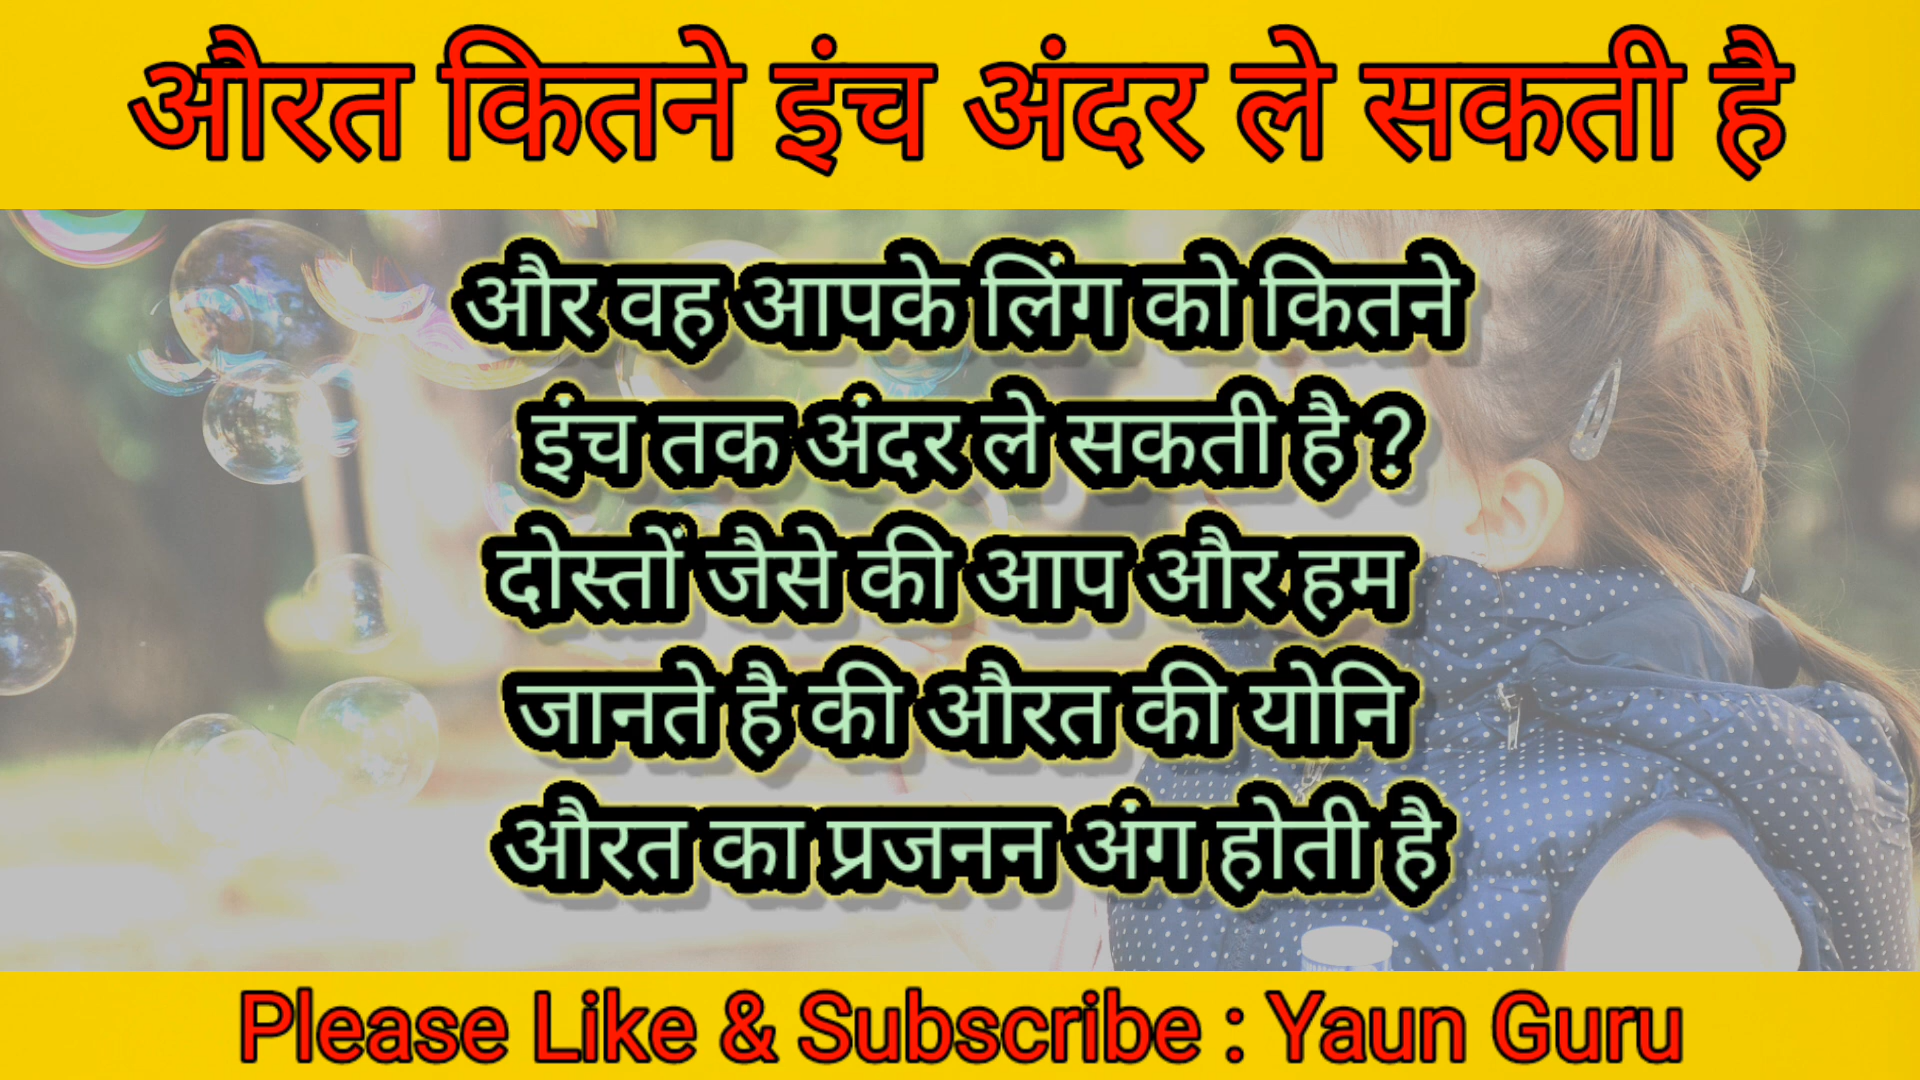 औरत कितने इंच अंदर ले सकती है
और वह आपके लिंग को कितने
इंच तक अंदर ले सकती है ?
दोस्तों जैसे की आप और हम
जानते है की औरत की योनि
औरत का प्रजनन अंग होती है
Please Like & Subscribe : Yaun Guru